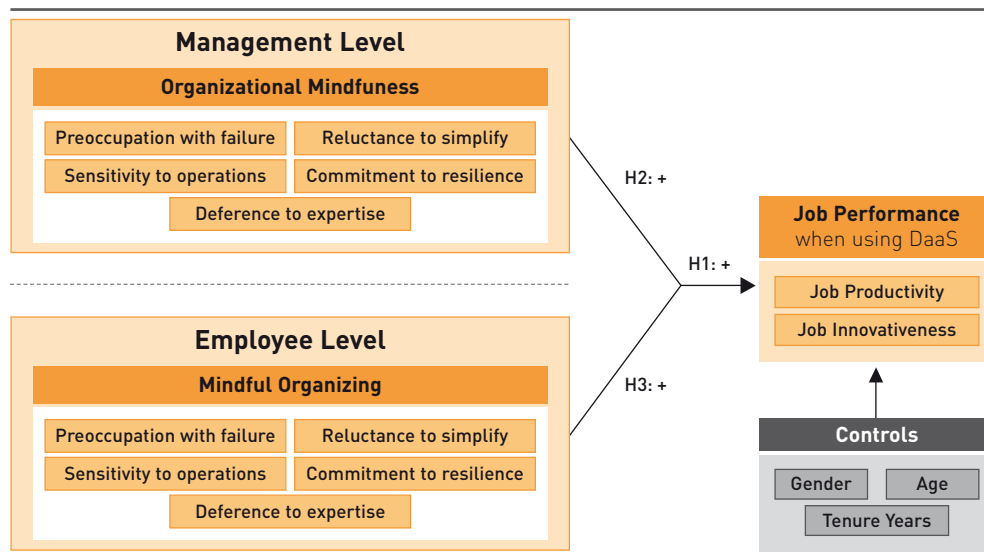 Management Level
Organizational Mindfuness
Preoccupation with failure
Reluctance to simplify
Sensitivity to operations
Commitment to resilience
Deference to expertise
H2: +
H1: +
H3: +
Job Performance
when using DaaS
Job Productivity
Job Innovativeness
Employee Level
Mindful Organizing
Preoccupation with failure
Reluctance to simplify
Sensitivity to operations
Commitment to resilience
Deference to expertise
Controls
Gender
Age
Tenure Years